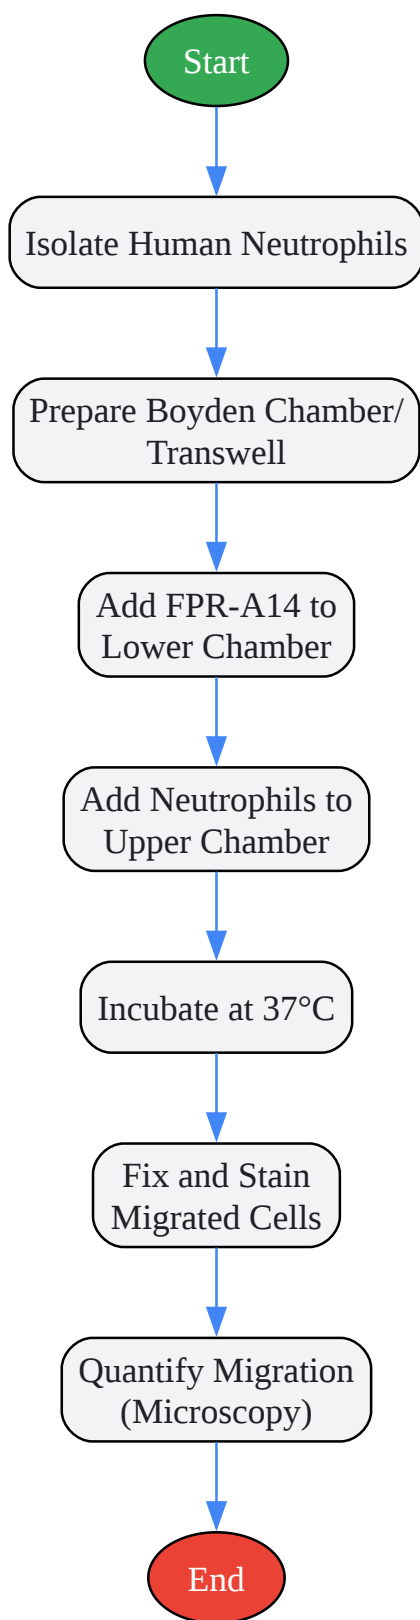 Start
Isolate Human Neutrophils
Prepare Boyden Chamber/
Transwell
Add FPR-A14 to
Lower Chamber
Add Neutrophils to
Upper Chamber
Incubate at 37°C
Fix and Stain
Migrated Cells
Quantify Migration
(Microscopy)
End